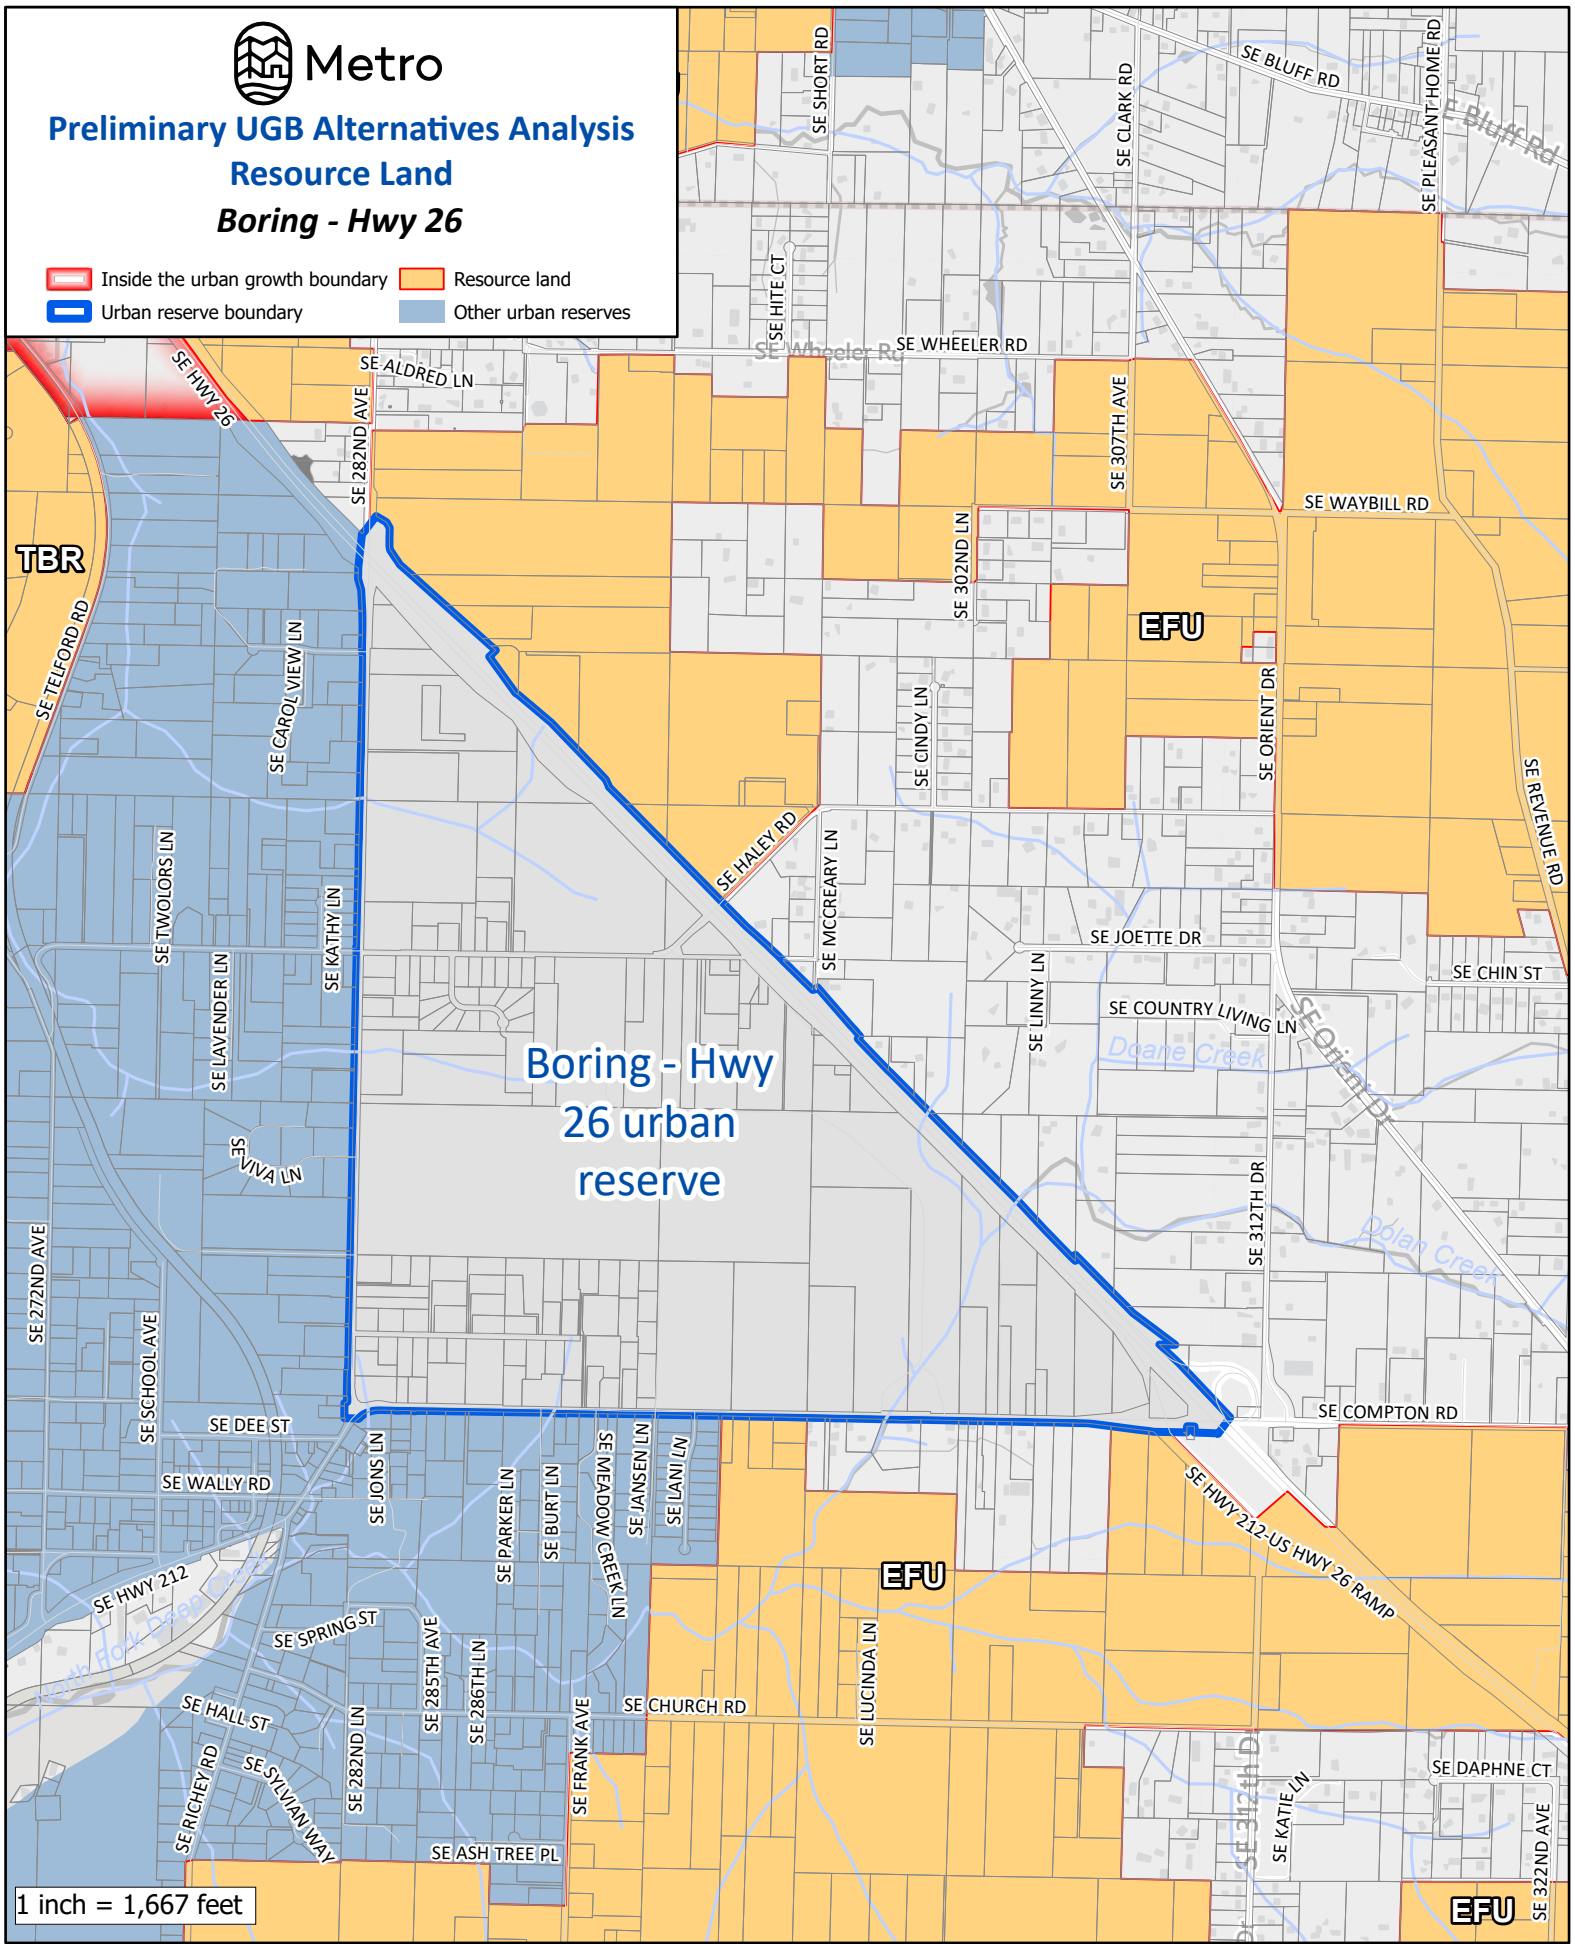 Metro
Preliminary UGB Alternatives Analysis
Resource Land
Boring - Hwy 26
Inside the urban growth boundary
Resource land
Urban reserve boundary
Other urban reserves
SE SHORT RD
SE CLARK RD
SE BLUFF RD
SE PLEASANT HOME RD
E Bluff Rd
SE HITE CT
SE Wheeler Rd
SE WHEELER RD
SE HWY 26
SE ALDRED LN
SE 282ND AVE
SE 307TH AVE
SE WAYBILL RD
TBR
SE 302ND LN
EFU
SE TELFORD RD
SE CAROL VIEW LN
SE CINDY LN
SE ORIENT DR
SE REVENUE RD
SE HALEY RD
SE TWOLORS LN
SE KATHY LN
SE MCCREARY LN
SE JOETTE DR
SE LAVENDER LN
SE LINNY LN
SE CHIN ST
SE COUNTRY LIVING LN
SE Orient Dr
Doane Creek
Boring - Hwy
26 urban
reserve
SE VIVA LN
SE 312TH DR
Dolan Creek
SE 272ND AVE
SE SCHOOL AVE
SE DEE ST
SE COMPTON RD
SE WALLY RD
SE JONS LN
SE PARKER LN
SE BURT LN
SE MEADOW CREEK LN
SE JANSEN LN
SE LANI LN
SE HWY 212-US HWY 26 RAMP
EFU
SE HWY 212
North Fork Deep Creek
SE SPRING ST
SE 285TH AVE
SE 286TH LN
SE LUCINDA LN
SE CHURCH RD
SE HALL ST
SE 282ND LN
SE FRANK AVE
SE RICHEY RD
SE SYLVIAN WAY
SE ASH TREE PL
SE 312th Dr
SE KATIE LN
SE DAPHNE CT
SE 322ND AVE
EFU
1 inch = 1,667 feet